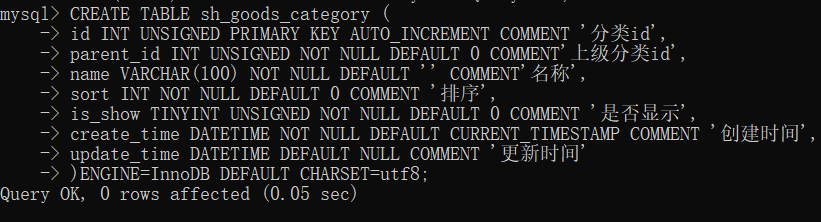 mysql> CREATE TABLE sh_goods_category (
    -> id INT UNSIGNED PRIMARY KEY AUTO_INCREMENT COMMENT '分类id',
    -> parent_id INT UNSIGNED NOT NULL DEFAULT 0 COMMENT'上级分类id',
    -> name VARCHAR(100) NOT NULL DEFAULT '' COMMENT'名称',
    -> sort INT NOT NULL DEFAULT 0 COMMENT '排序',
    -> is_show TINYINT UNSIGNED NOT NULL DEFAULT 0 COMMENT '是否显示',
    -> create_time DATETIME NOT NULL DEFAULT CURRENT_TIMESTAMP COMMENT '创建时间',
    -> update_time DATETIME DEFAULT NULL COMMENT '更新时间'
    -> )ENGINE=InnoDB DEFAULT CHARSET=utf8;
Query OK, 0 rows affected (0.05 sec)